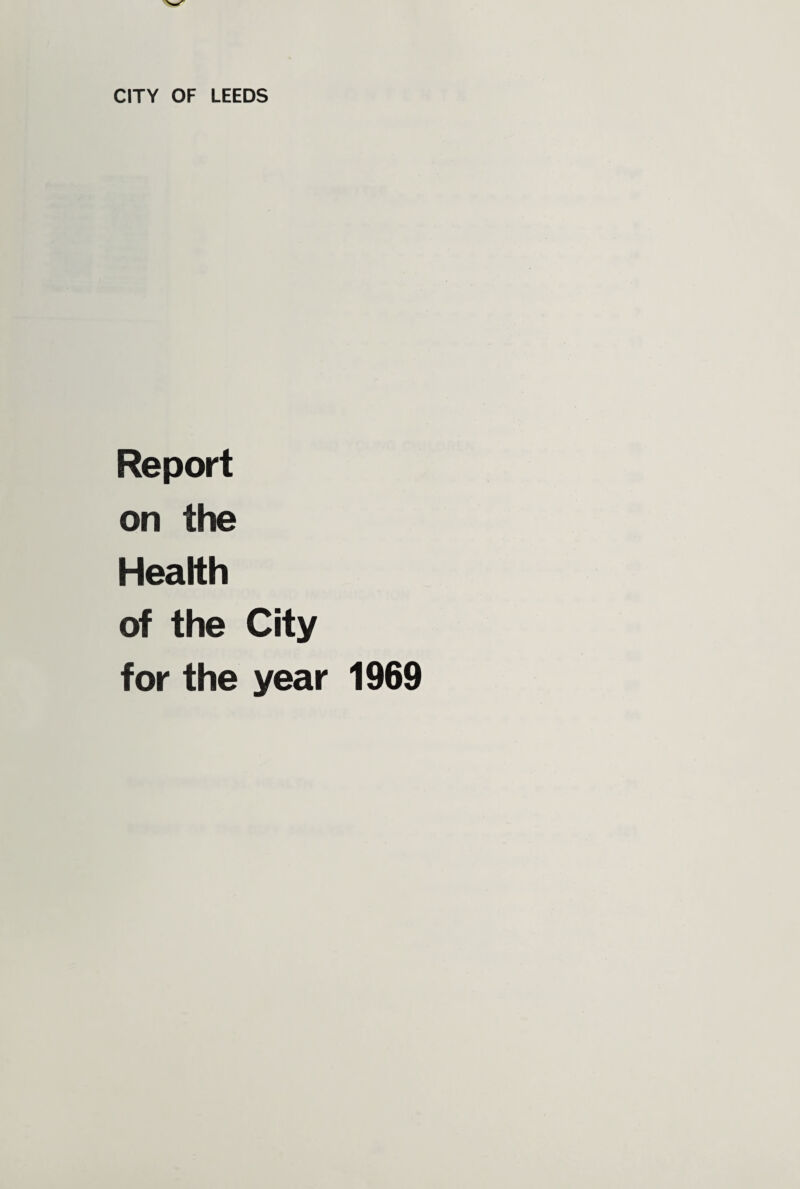 CITY OF LEEDS
Report
on the
Health
of the City
for the year 1969